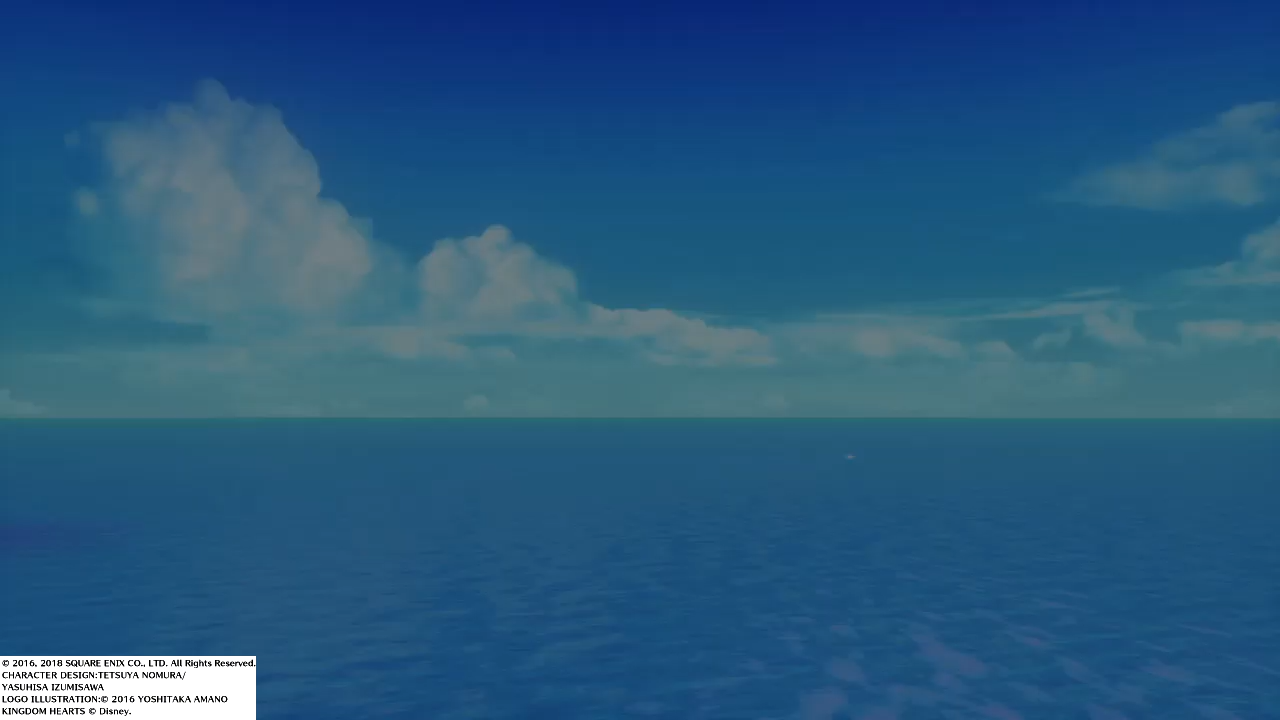 © 2016, 2018 SQUARE ENIX CO., LTD. All Rights Reserved.
CHARACTER DESIGN:TETSUYA NOMURA/
YASUHISA IZUMISAWA
LOGO ILLUSTRATION:© 2016 YOSHITAKA AMANO
KINGDOM HEARTS © Disney.